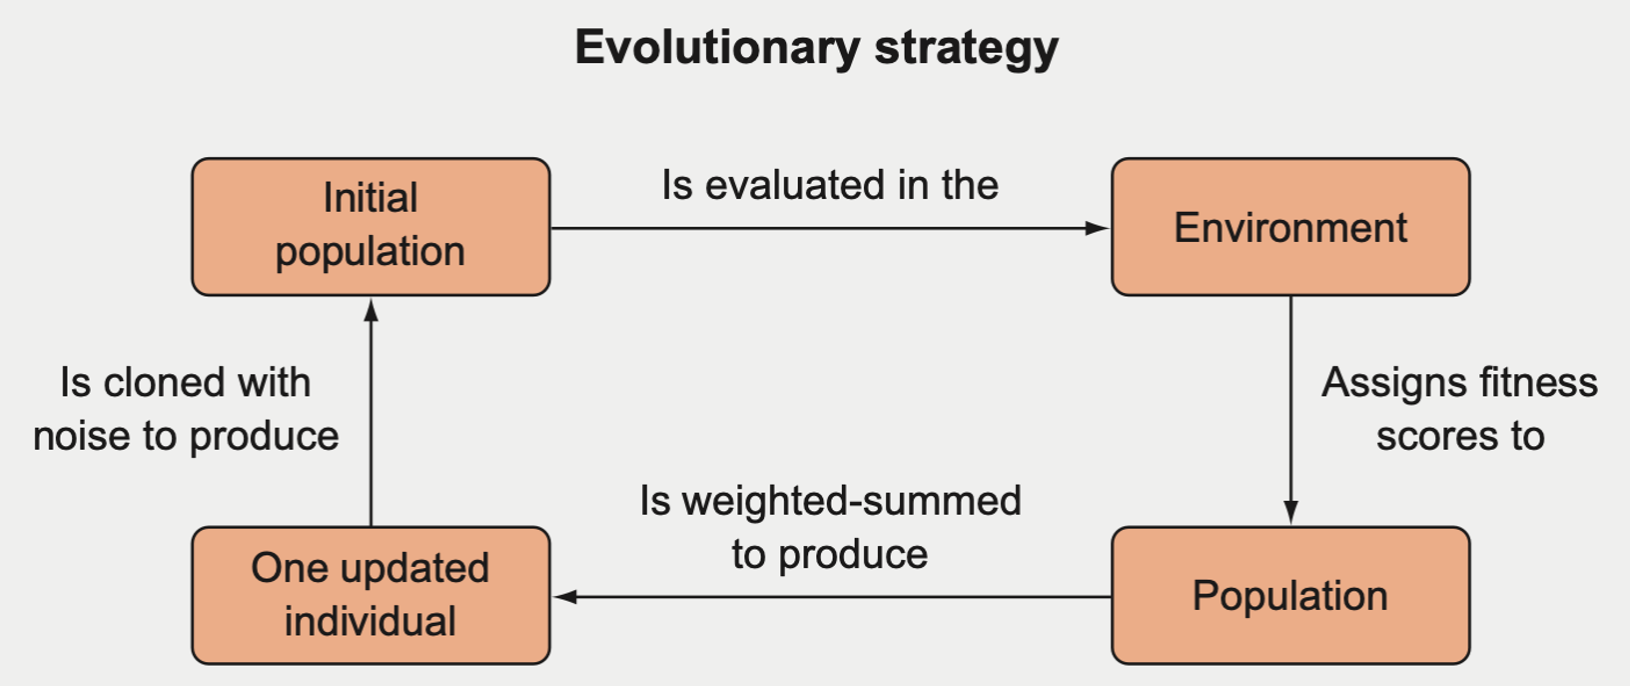 Evolutionary strategy
Initial
population
Is evaluated in the
Environment
Is cloned with
noise to produce
Assigns fitness
scores to
Is weighted-summed
to produce
One updated
individual
Population